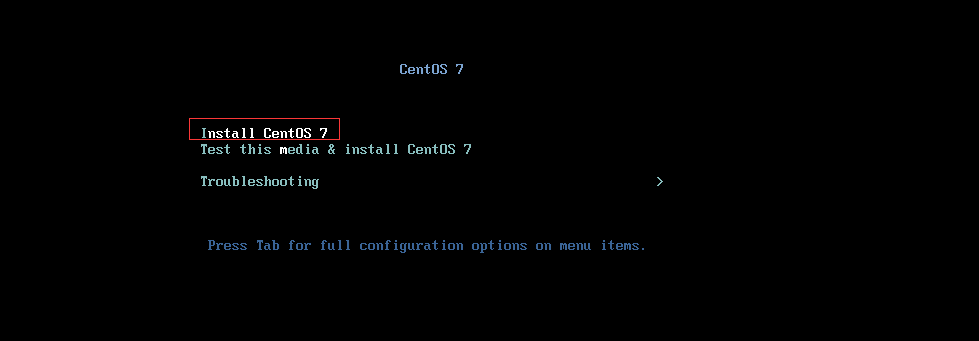 CentOS 7
Install CentOS 7
Test this media & install CentOS 7
Troubleshooting >
Press Tab for full configuration options on menu items.